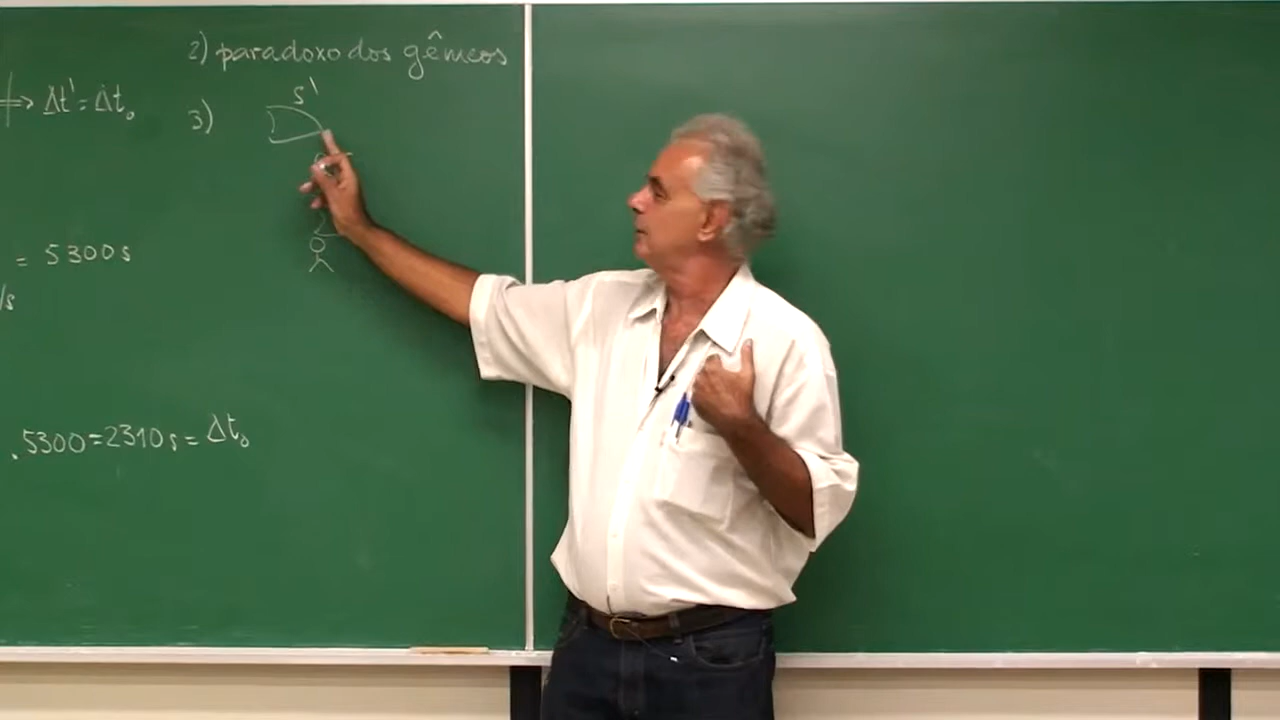 2) paradoxo dos gêmeos
=> Δt' = Δt₀
3) S'
= 5300 s
/s
.5300 = 2310 s = Δt₀